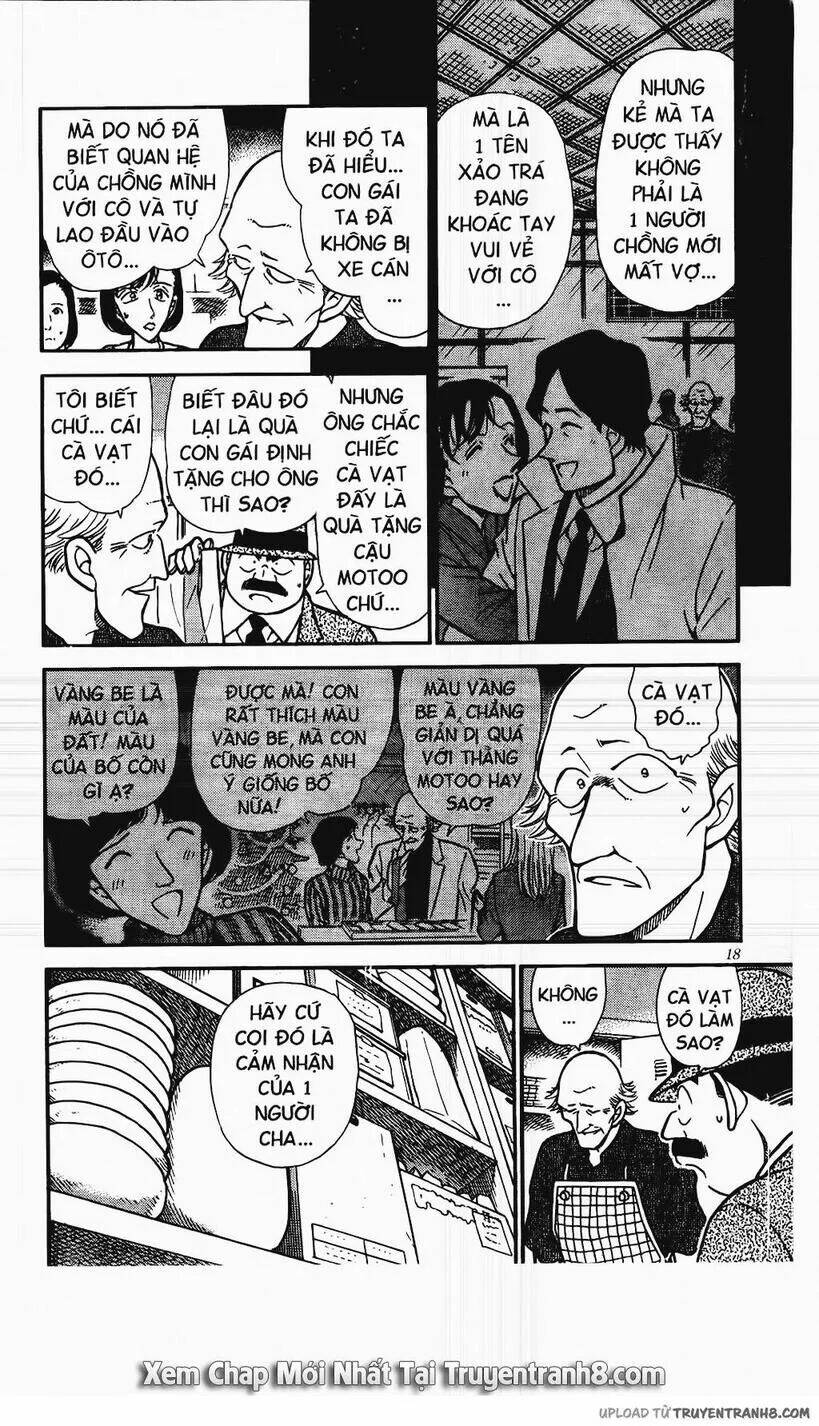 NHƯNG
KẺ MÀ TA
ĐƯỢC THẤY
KHÔNG
PHẢI LÀ
1 NGƯỜI
CHỒNG MỚI
MẤT VỢ...
MÀ LÀ
1 TÊN
XẢO TRÁ
ĐANG
KHOÁC TAY
VUI VẺ
VỚI CÔ
...
KHI ĐÓ TA
ĐÃ HIỂU...
CON GÁI
TA ĐÃ
KHÔNG BỊ
XE CÁN
...
MÀ DO NÓ ĐÃ
BIẾT QUAN HỆ
CỦA CHỒNG MÌNH
VỚI CÔ VÀ TỰ
LAO ĐẦU VÀO
ÔTÔ...
NHƯNG
ÔNG CHẮC
CHIẾC
CÀ VẠT
ĐẤY LÀ
QUÀ TẶNG
CẬU
MOTOO
CHỨ...
BIẾT ĐÂU ĐÓ
LẠI LÀ QUÀ
CON GÁI ĐỊNH
TẶNG CHO ÔNG
THÌ SAO?
TÔI BIẾT
CHỨ... CÁI
CÀ VẠT
ĐÓ...
CÀ VẠT
ĐÓ...
MÀU VÀNG
BE À, CHẲNG
GIẢN DỊ QUÁ
VỚI THẰNG
MOTOO HAY
SAO?
ĐƯỢC MÀ! CON
RẤT THÍCH MÀU
VÀNG BE, MÀ CON
CŨNG MONG ANH
Ý GIỐNG BỐ
NỮA!
VÀNG BE LÀ
MÀU CỦA
ĐẤT! MÀU
CỦA BỐ CÒN
GÌ Ạ?
18
CÀ VẠT
ĐÓ LÀM
SAO?
KHÔNG
...
HÃY CỨ
COI ĐÓ LÀ
CẢM NHẬN
CỦA 1
NGƯỜI
CHA...
Xem Chap Mới Nhất Tại Truyentranh8.com
UPLOAD TỪ TRUYENTRANH8.COM